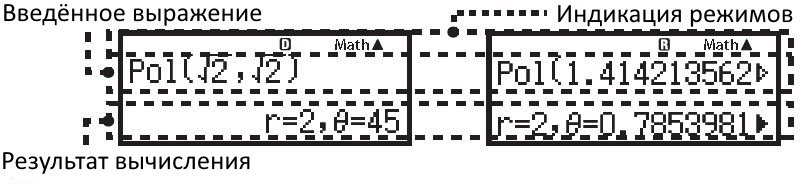 Введённое выражение
Индикация режимов
D Math▲
Pol(√2,√2)
r=2,θ=45
R Math▲
Pol(1.414213562▹
r=2,θ=0.7853981▸
Результат вычисления